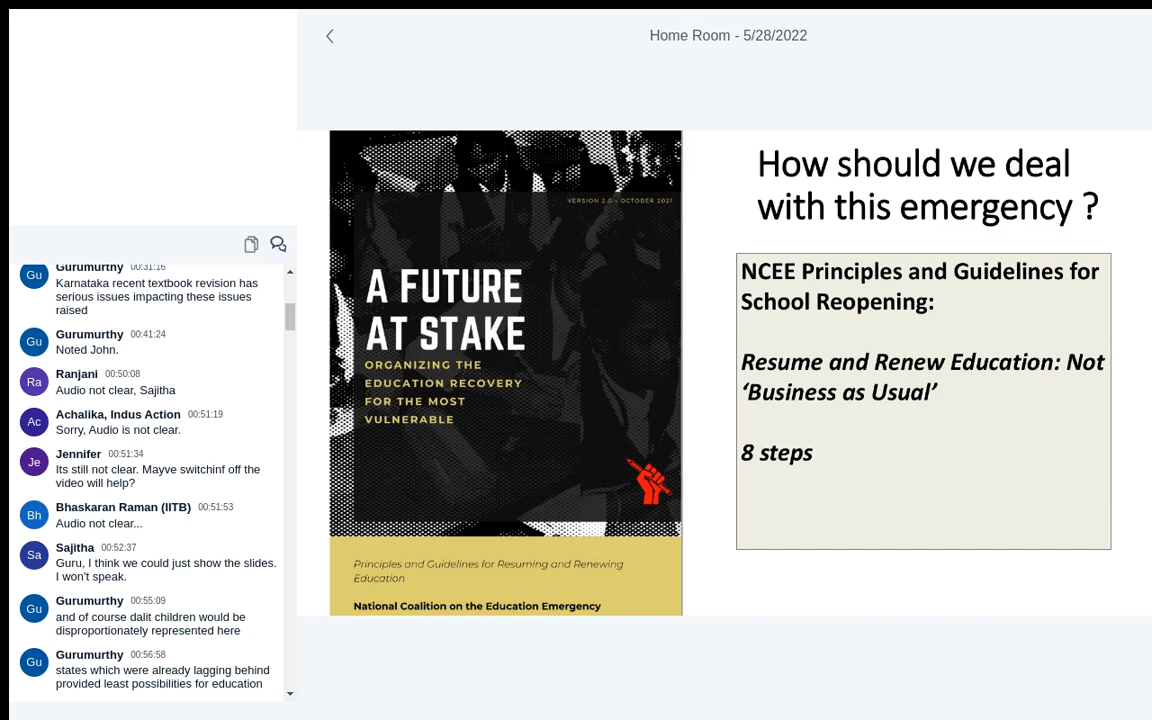 Home Room - 5/28/2022
Gu
Gurumurthy 00:31:16
Karnataka recent textbook revision has
serious issues impacting these issues
raised
Gu
Gurumurthy 00:41:24
Noted John.
Ra
Ranjani 00:50:08
Audio not clear, Sajitha
Ac
Achalika, Indus Action 00:51:19
Sorry, Audio is not clear.
Je
Jennifer 00:51:34
Its still not clear. Mayve switchinf off the
video will help?
Bh
Bhaskaran Raman (IITB) 00:51:53
Audio not clear...
Sa
Sajitha 00:52:37
Guru, I think we could just show the slides.
I won't speak.
Gu
Gurumurthy 00:55:09
and of course dalit children would be
disproportionately represented here
Gu
Gurumurthy 00:56:58
states which were already lagging behind
provided least possibilities for education
VERSION 2.0 - OCTOBER 2021
A FUTURE
AT STAKE
ORGANIZING THE
EDUCATION RECOVERY
FOR THE MOST
VULNERABLE
Principles and Guidelines for Resuming and Renewing
Education
National Coalition on the Education Emergency
How should we deal
with this emergency ?
NCEE Principles and Guidelines for
School Reopening:
Resume and Renew Education: Not
‘Business as Usual’
8 steps